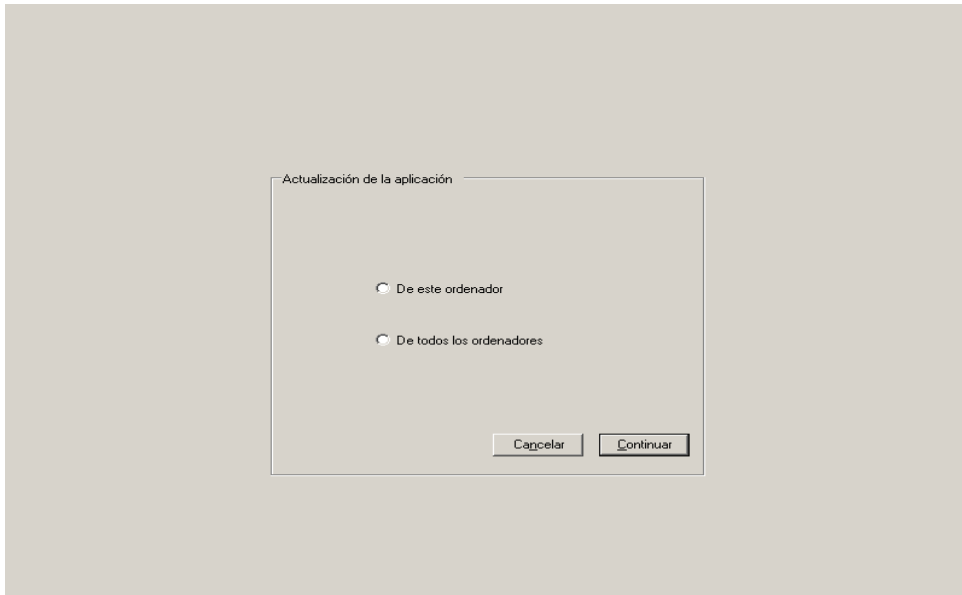 Actualización de la aplicación
De este ordenador
De todos los ordenadores
Cancelar
Continuar